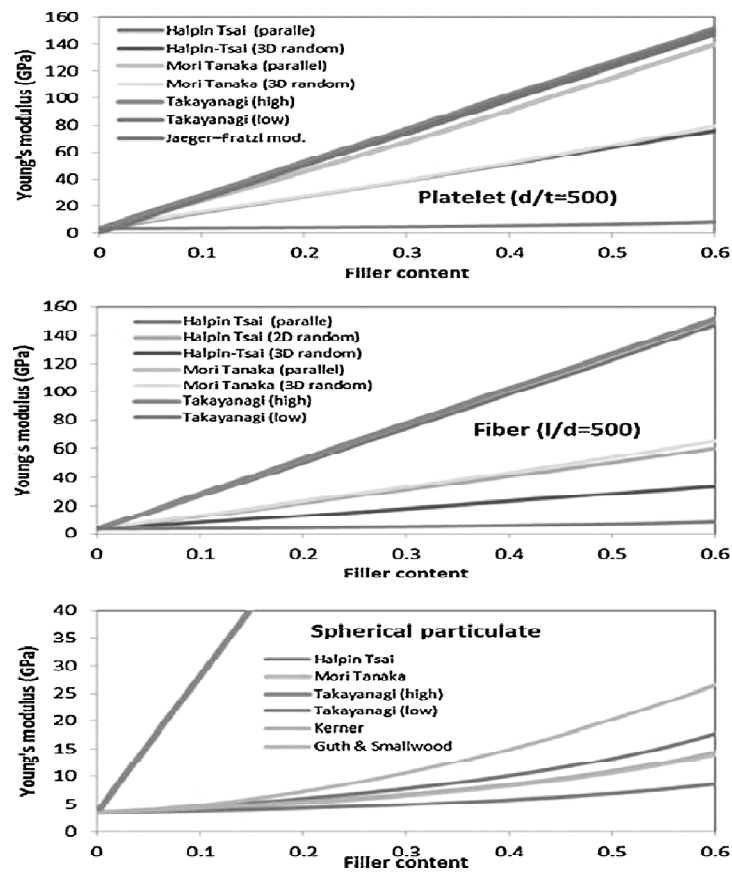 160
140
120
100
80
60
40
20
0
Young's modulus (GPa)
Halpin Tsai (paralle)
Halpin-Tsai (3D random)
Mori Tanaka (parallel)
Mori Tanaka (3D random)
Takayanagi (high)
Takayanagi (low)
Jaeger–fratzl mod.
Platelet (d/t=500)
0 0.1 0.2 0.3 0.4 0.5 0.6
Filler content
160
140
120
100
80
60
40
20
0
Young's modulus (GPa)
Halpin Tsai (paralle)
Halpin Tsai (2D random)
Halpin-Tsai (3D random)
Mori Tanaka (parallel)
Mori Tanaka (3D random)
Takayanagi (high)
Takayanagi (low)
Fiber (l/d=500)
0 0.1 0.2 0.3 0.4 0.5 0.6
Filler content
40
35
30
25
20
15
10
5
0
Young's modulus (GPa)
Spherical particulate
Halpin Tsai
Mori Tanaka
Takayanagi (high)
Takayanagi (low)
Kerner
Guth & Smallwood
0 0.1 0.2 0.3 0.4 0.5 0.6
Filler content